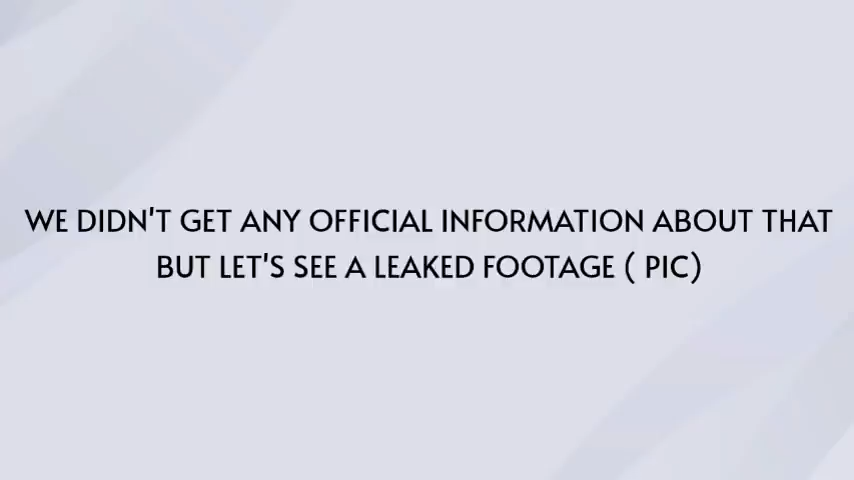 WE DIDN'T GET ANY OFFICIAL INFORMATION ABOUT THAT
BUT LET'S SEE A LEAKED FOOTAGE ( PIC)